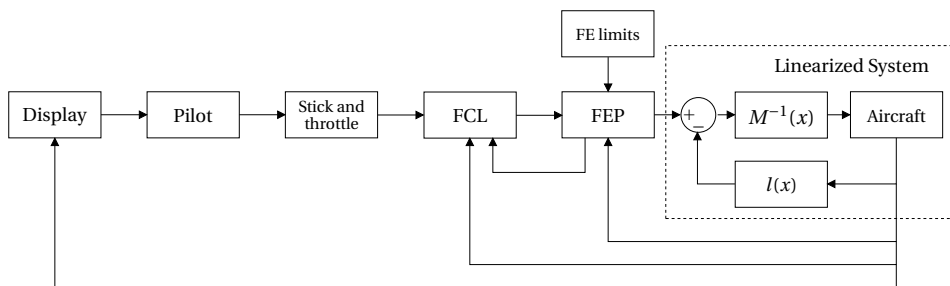 FE limits
Linearized System
Display
Pilot
Stick and
throttle
FCL
FEP
+
−
M⁻¹(x)
Aircraft
l(x)